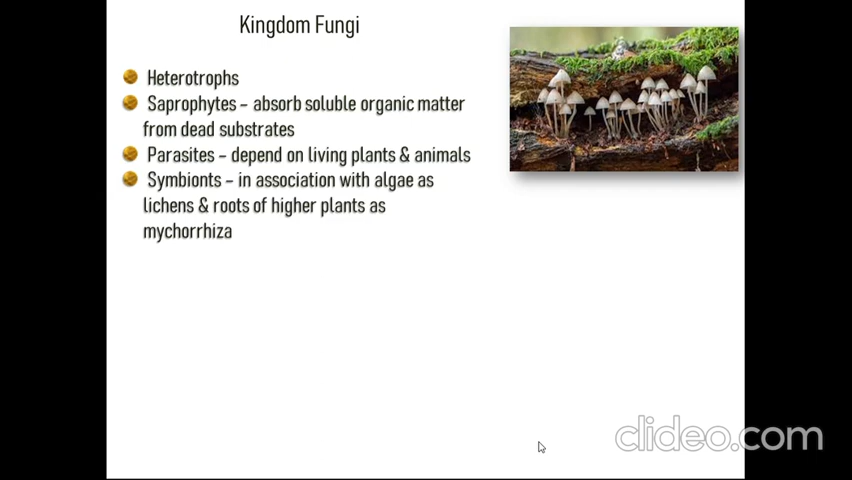 Kingdom Fungi
Heterotrophs
Saprophytes – absorb soluble organic matter
from dead substrates
Parasites – depend on living plants & animals
Symbionts – in association with algae as
lichens & roots of higher plants as
mychorrhiza
clideo.com